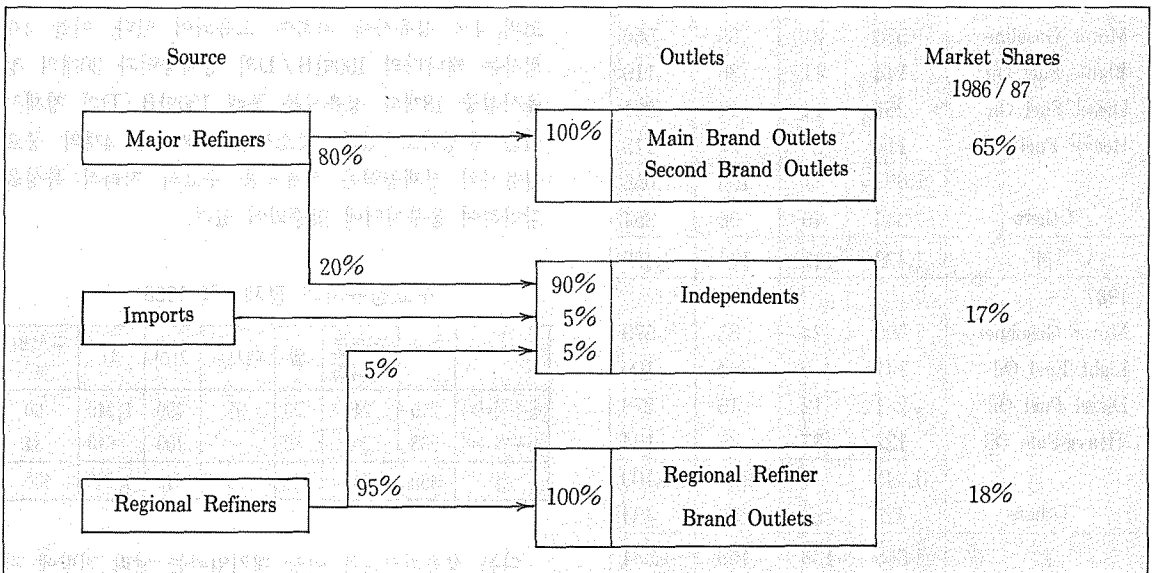 Source Outlets Market Shares
1986/87
Major Refiners 80% 100% Main Brand Outlets 65%
Second Brand Outlets
20% 90%
Imports 5% Independents 17%
5% 5%
Regional Refiners 95% 100% Regional Refiner 18%
Brand Outlets